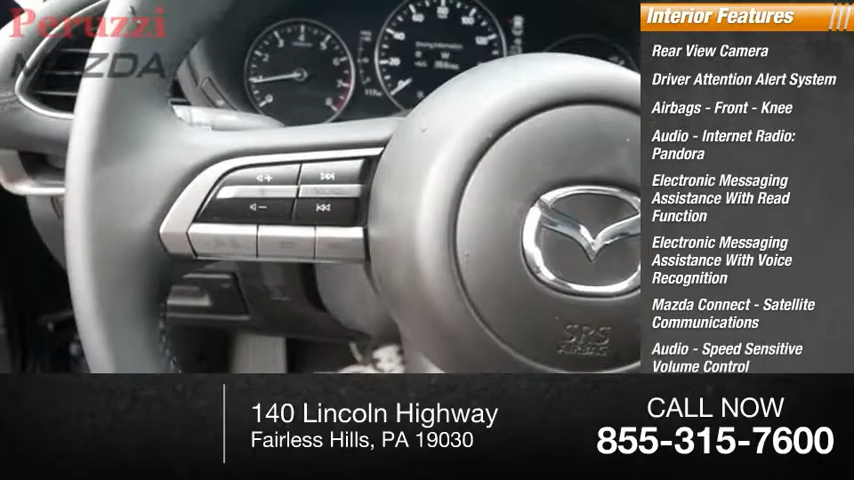 Peruzzi
MAZDA
Interior Features
Rear View Camera
Driver Attention Alert System
Airbags - Front - Knee
Audio - Internet Radio:
Pandora
Electronic Messaging
Assistance With Read
Function
Electronic Messaging
Assistance With Voice
Recognition
Mazda Connect - Satellite
Communications
Audio - Speed Sensitive
Volume Control
SRS
AIRBAG
140 Lincoln Highway
Fairless Hills, PA 19030
CALL NOW
855-315-7600